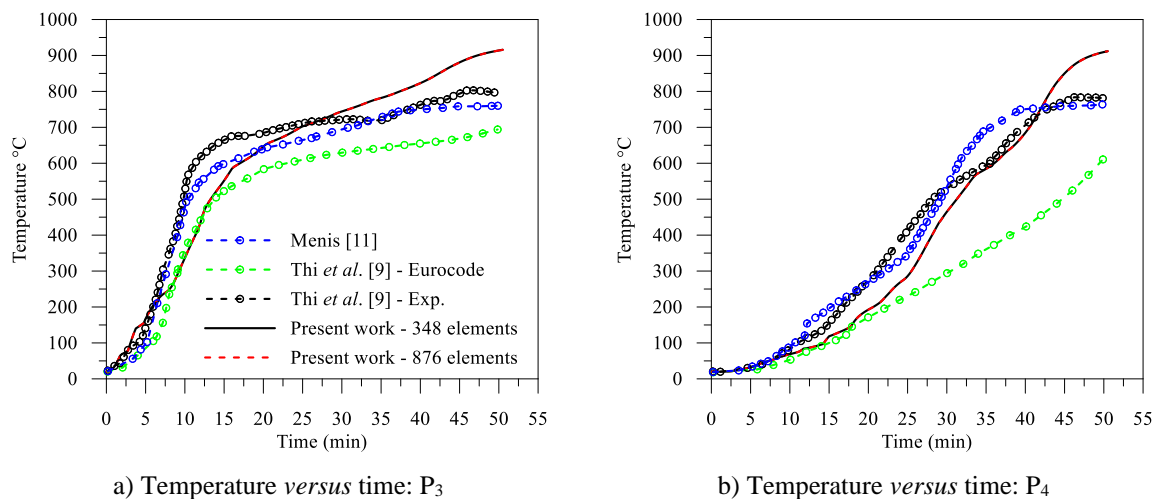 1000
900
800
700
600
500
400
300
200
100
0
Temperature °C
0 5 10 15 20 25 30 35 40 45 50 55
Time (min)
Menis [11]
Thi et al. [9] - Eurocode
Thi et al. [9] - Exp.
Present work - 348 elements
Present work - 876 elements
a) Temperature versus time: P₃
1000
900
800
700
600
500
400
300
200
100
0
Temperature °C
0 5 10 15 20 25 30 35 40 45 50 55
Time (min)
b) Temperature versus time: P₄